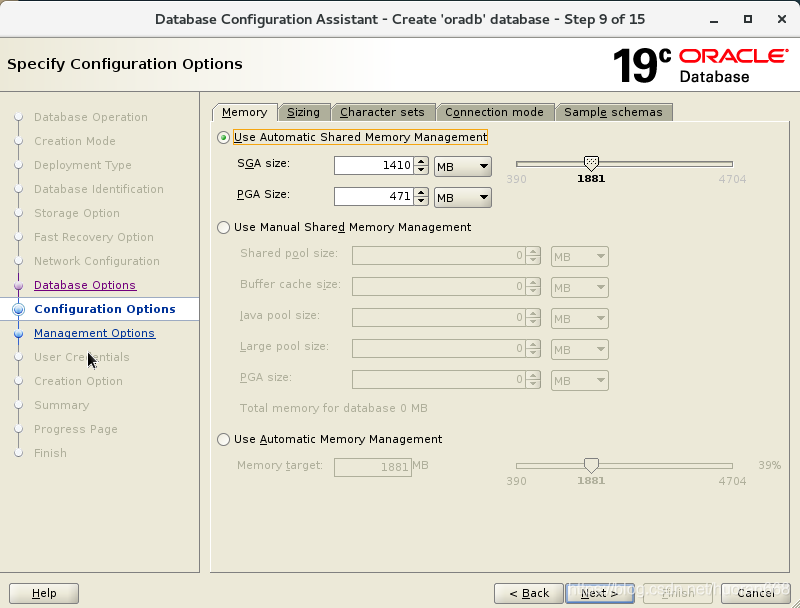 Database Configuration Assistant - Create 'oradb' database - Step 9 of 15
Specify Configuration Options
19c ORACLE
Database
Database Operation
Creation Mode
Deployment Type
Database Identification
Storage Option
Fast Recovery Option
Network Configuration
Database Options
Configuration Options
Management Options
User Credentials
Creation Option
Summary
Progress Page
Finish
Memory Sizing Character sets Connection mode Sample schemas
Use Automatic Shared Memory Management
SGA size: 1410 MB
390 1881 4704
PGA Size: 471 MB
Use Manual Shared Memory Management
Shared pool size: 0 MB
Buffer cache size: 0 MB
Java pool size: 0 MB
Large pool size: 0 MB
PGA size: 0 MB
Total memory for database 0 MB
Use Automatic Memory Management
Memory target: 1881 MB 39%
390 1881 4704
Help < Back Next > Finish Cancel